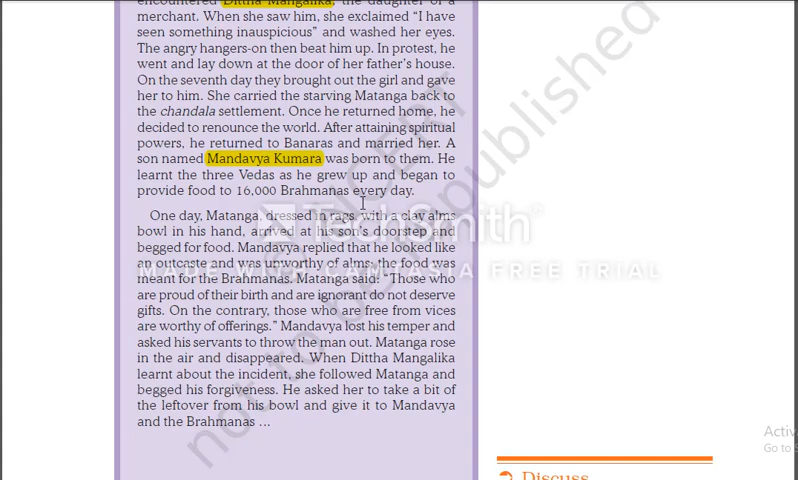 encountered Dittha Mangalika, the daughter of a
merchant. When she saw him, she exclaimed “I have
seen something inauspicious” and washed her eyes.
The angry hangers-on then beat him up. In protest, he
went and lay down at the door of her father’s house.
On the seventh day they brought out the girl and gave
her to him. She carried the starving Matanga back to
the chandala settlement. Once he returned home, he
decided to renounce the world. After attaining spiritual
powers, he returned to Banaras and married her. A
son named Mandavya Kumara was born to them. He
learnt the three Vedas as he grew up and began to
provide food to 16,000 Brahmanas every day.
One day, Matanga, dressed in rags, with a clay alms
bowl in his hand, arrived at his son’s doorstep and
begged for food. Mandavya replied that he looked like
an outcaste and was unworthy of alms; the food was
meant for the Brahmanas. Matanga said: “Those who
are proud of their birth and are ignorant do not deserve
gifts. On the contrary, those who are free from vices
are worthy of offerings.” Mandavya lost his temper and
asked his servants to throw the man out. Matanga rose
in the air and disappeared. When Dittha Mangalika
learnt about the incident, she followed Matanga and
begged his forgiveness. He asked her to take a bit of
the leftover from his bowl and give it to Mandavya
and the Brahmanas ...
Discuss
TechSmith
MADE WITH CAMTASIA FREE TRIAL
© NCERT
not to be republished
Activ
Go to S